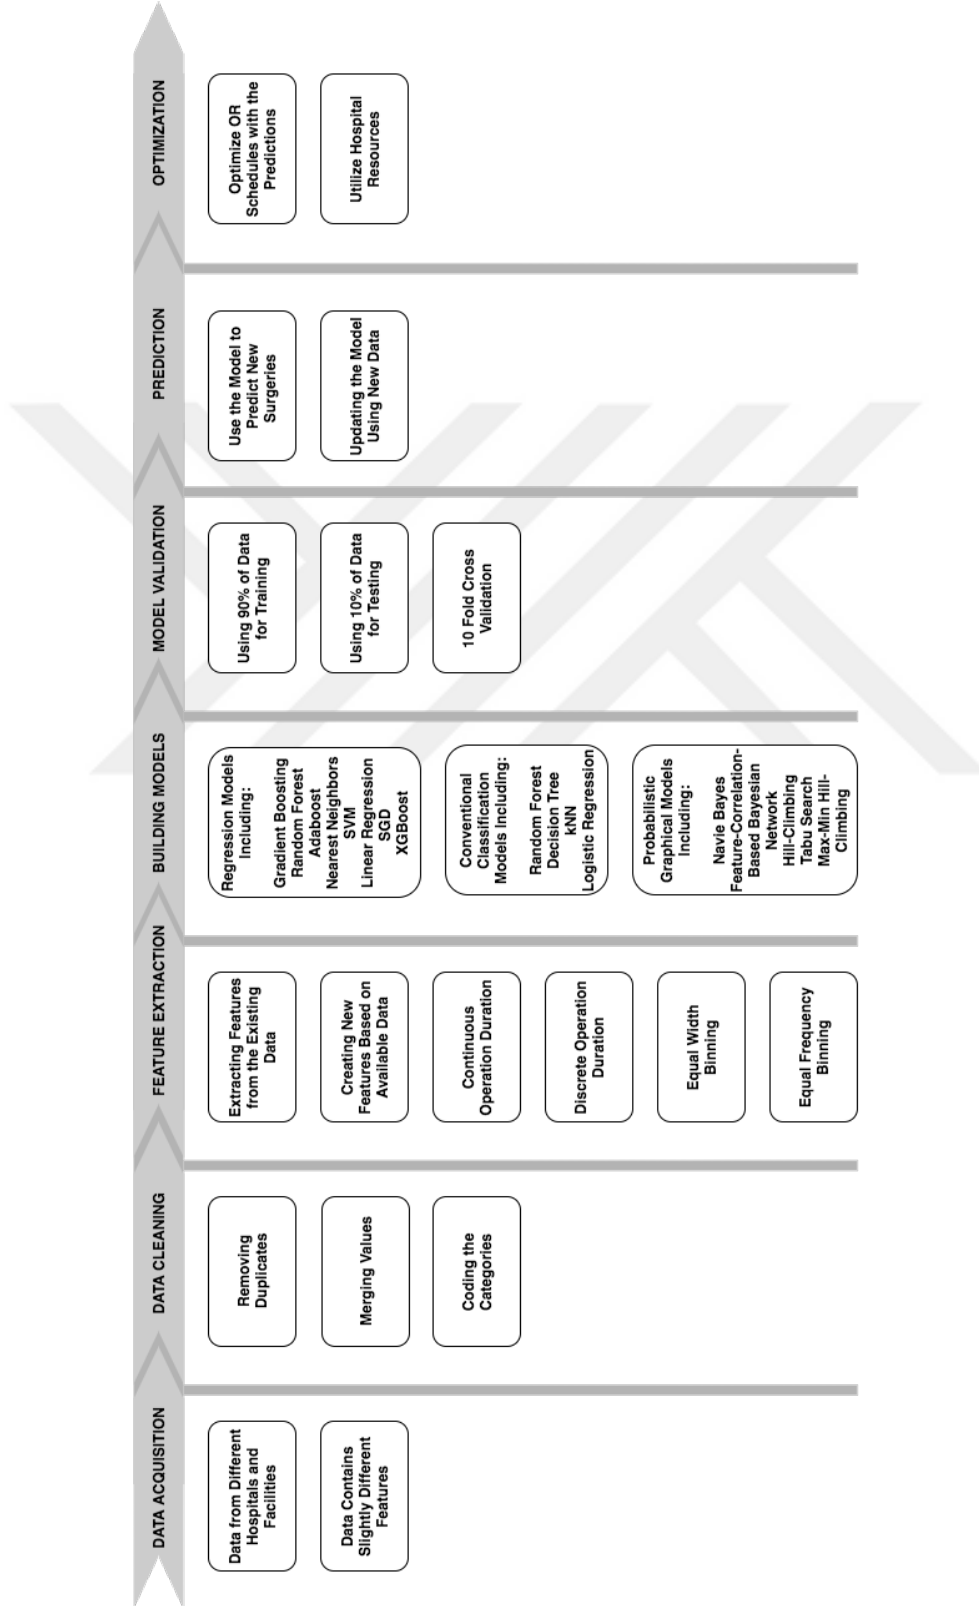 DATA ACQUISITION
Data from Different
Hospitals and
Facilities
Data Contains
Slightly Different
Features
DATA CLEANING
Removing
Duplicates
Merging Values
Coding the
Categories
FEATURE EXTRACTION
Extracting Features
from the Existing
Data
Creating New
Features Based on
Available Data
Continuous
Operation Duration
Discrete Operation
Duration
Equal Width
Binning
Equal Frequency
Binning
BUILDING MODELS
Regression Models
Including:
Gradient Boosting
Random Forest
Adaboost
Nearest Neighbors
SVM
Linear Regression
SGD
XGBoost
Conventional
Classification
Models Including:
Random Forest
Decision Tree
kNN
Logistic Regression
Probabilistic
Graphical Models
Including:
Navie Bayes
Feature-Correlation-
Based Bayesian
Network
Hill-Climbing
Tabu Search
Max-Min Hill-
Climbing
MODEL VALIDATION
Using 90% of Data
for Training
Using 10% of Data
for Testing
10 Fold Cross
Validation
PREDICTION
Use the Model to
Predict New
Surgeries
Updating the Model
Using New Data
OPTIMIZATION
Optimize OR
Schedules with the
Predictions
Utilize Hospital
Resources